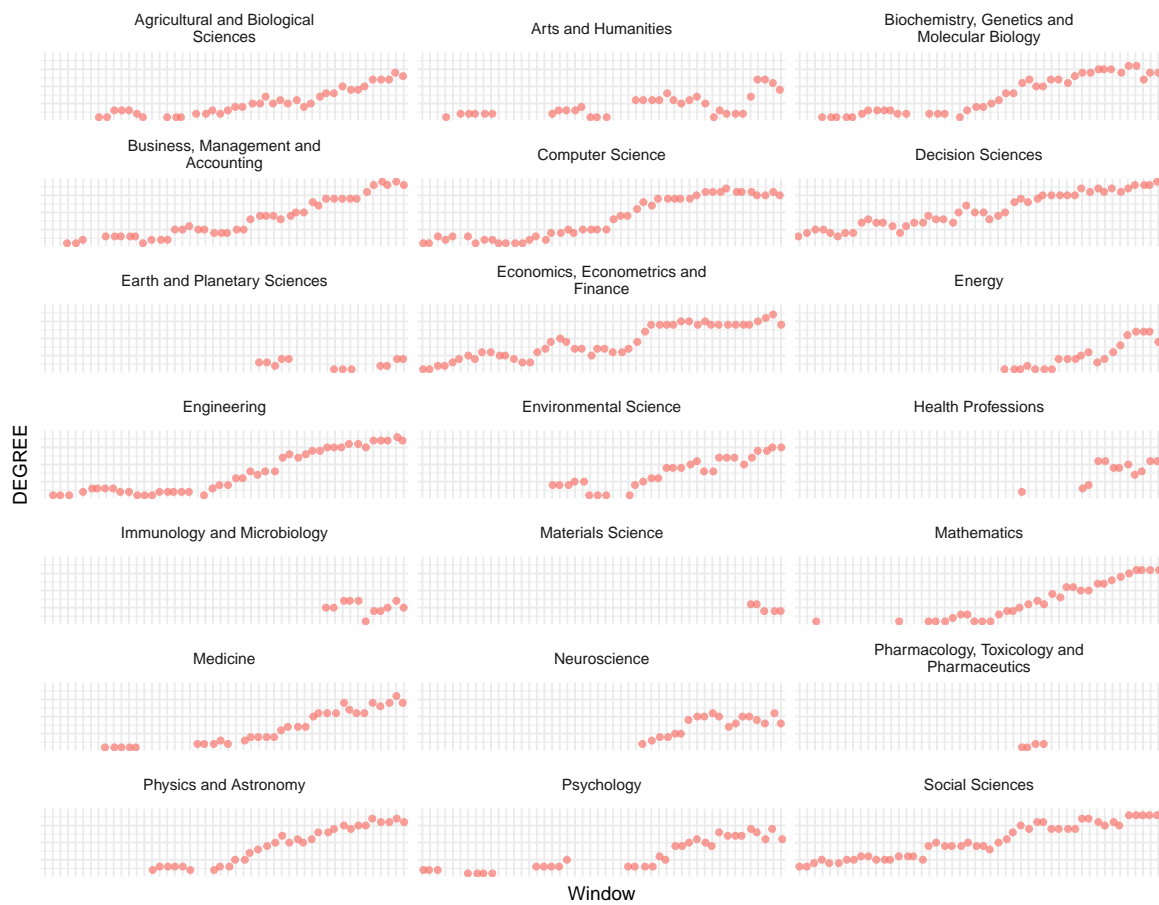 Agricultural and Biological
Sciences
Arts and Humanities
Biochemistry, Genetics and
Molecular Biology
Business, Management and
Accounting
Computer Science
Decision Sciences
Earth and Planetary Sciences
Economics, Econometrics and
Finance
Energy
Engineering
Environmental Science
Health Professions
DEGREE
Immunology and Microbiology
Materials Science
Mathematics
Medicine
Neuroscience
Pharmacology, Toxicology and
Pharmaceutics
Physics and Astronomy
Psychology
Social Sciences
Window